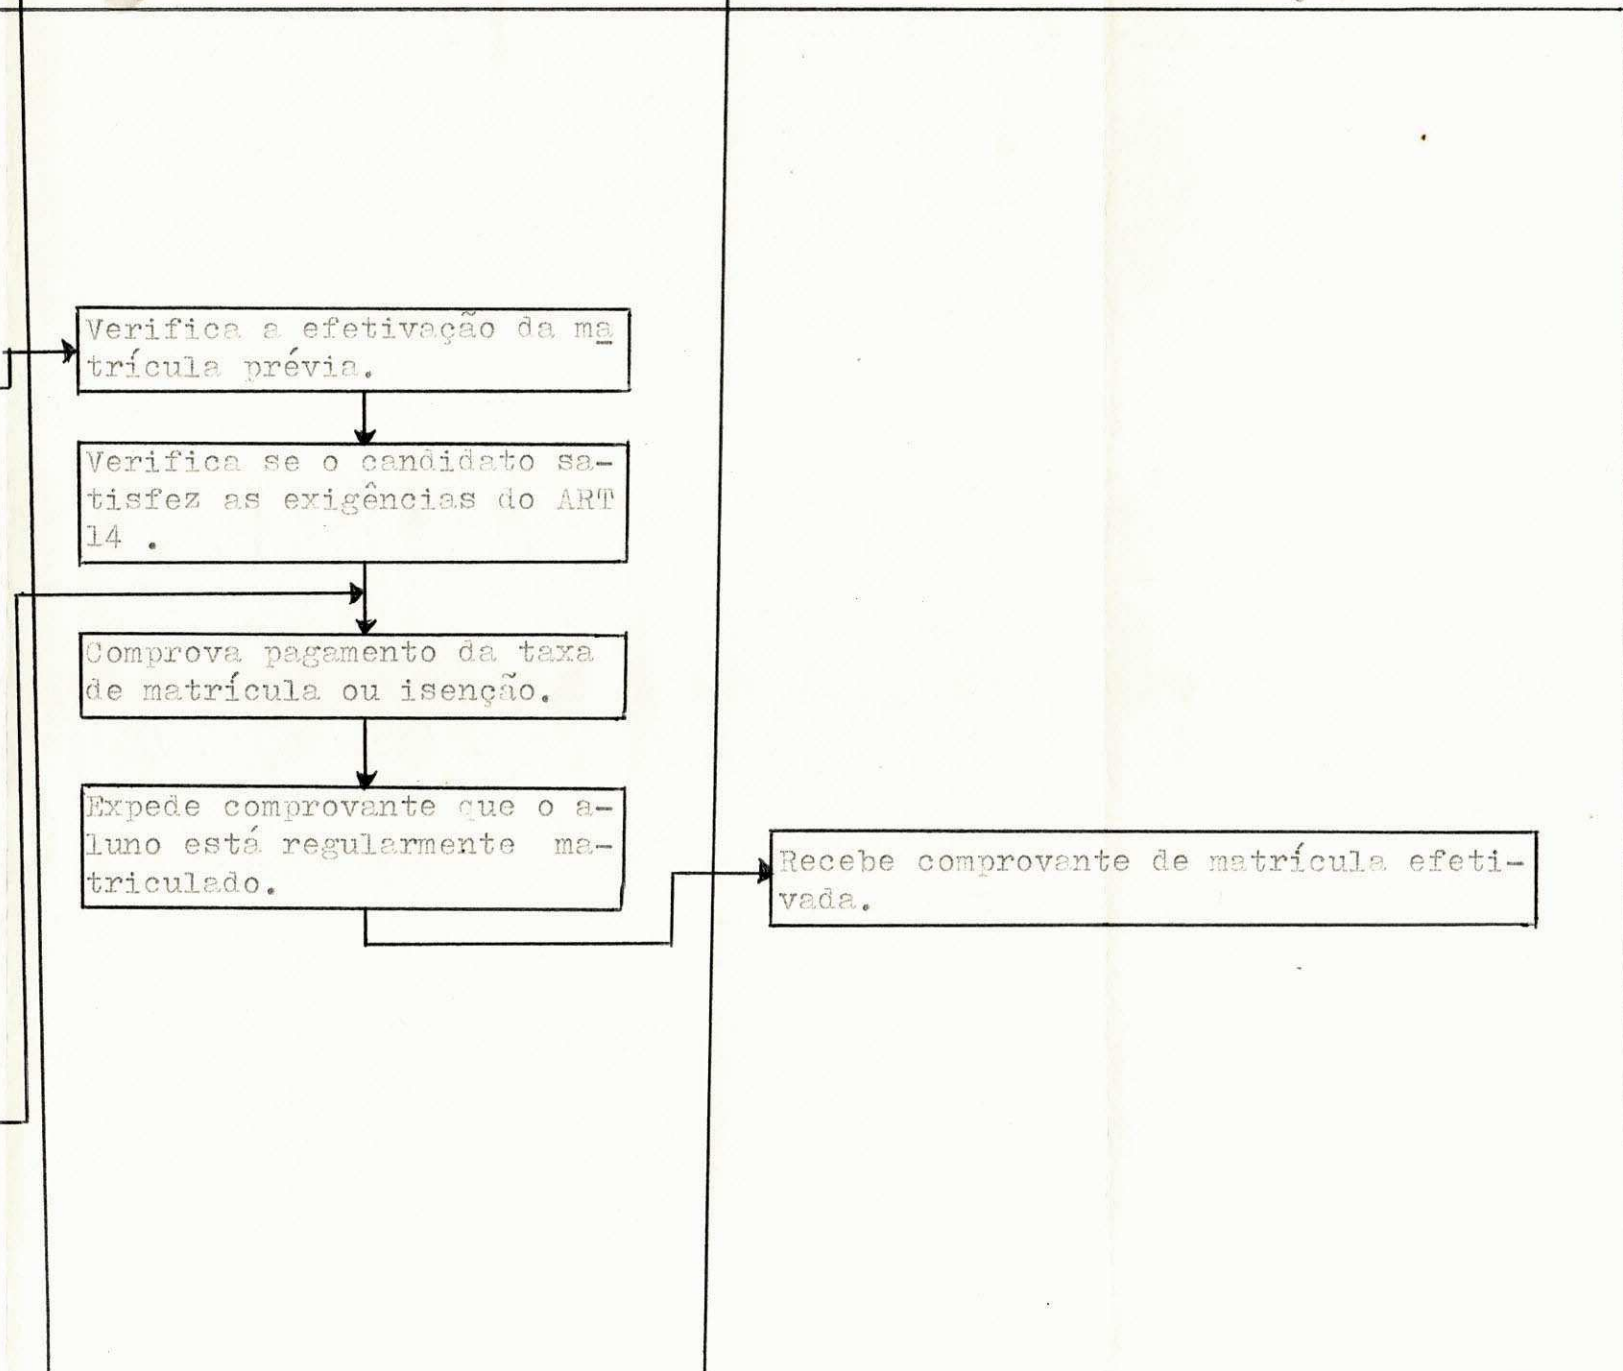 Verifica a efetivação da ma
trícula prévia.
Verifica se o candidato sa-
tisfez as exigências do ART
14 .
Comprova pagamento da taxa
de matrícula ou isenção.
Expede comprovante que o a-
luno está regularmente  ma-
triculado.
Recebe comprovante de matrícula efeti-
vada.